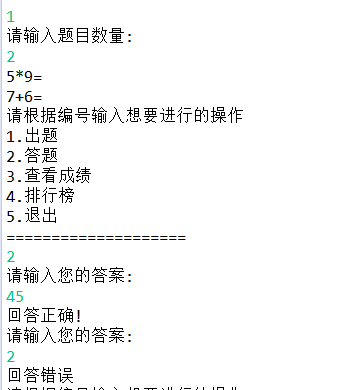 1
请输入题目数量:
2
5*9=
7+6=
请根据编号输入想要进行的操作
1.出题
2.答题
3.查看成绩
4.排行榜
5.退出
====================
2
请输入您的答案:
45
回答正确!
请输入您的答案:
2
回答错误